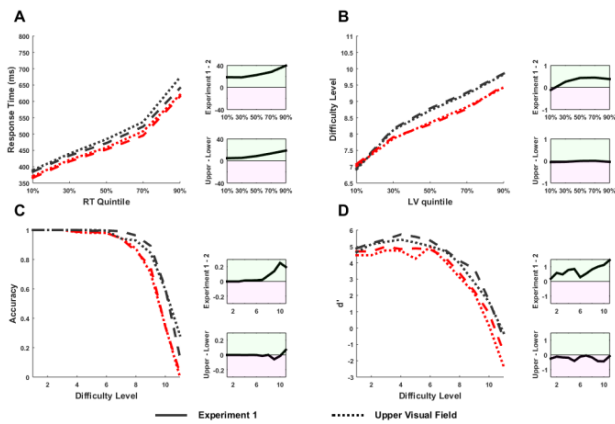 A
800
750
700
650
600
550
500
450
400
350
Response Time (ms)
10% 30% 50% 70% 90%
RT Quintile
Experiment 1 - 2
40
0
-40
10% 30% 50% 70% 90%
Upper - Lower
40
0
-40
10% 30% 50% 70% 90%
B
11
10.5
10
9.5
9
8.5
8
7.5
7
6.5
Difficulty Level
10% 30% 50% 70% 90%
LV quintile
Experiment 1 - 2
1
0
-1
10% 30% 50% 70% 90%
Upper - Lower
1
0
-1
10% 30% 50% 70% 90%
C
1
0.8
0.6
0.4
0.2
0
Accuracy
2 4 6 8 10
Difficulty Level
Experiment 1 - 2
0.2
0
-0.2
2 6 10
Upper - Lower
0.2
0
-0.2
2 6 10
D
6
5
4
3
2
1
0
-1
-2
-3
d'
2 4 6 8 10
Difficulty Level
Experiment 1 - 2
1
0
-1
2 6 10
Upper - Lower
1
0
-1
2 6 10
Experiment 1 Upper Visual Field